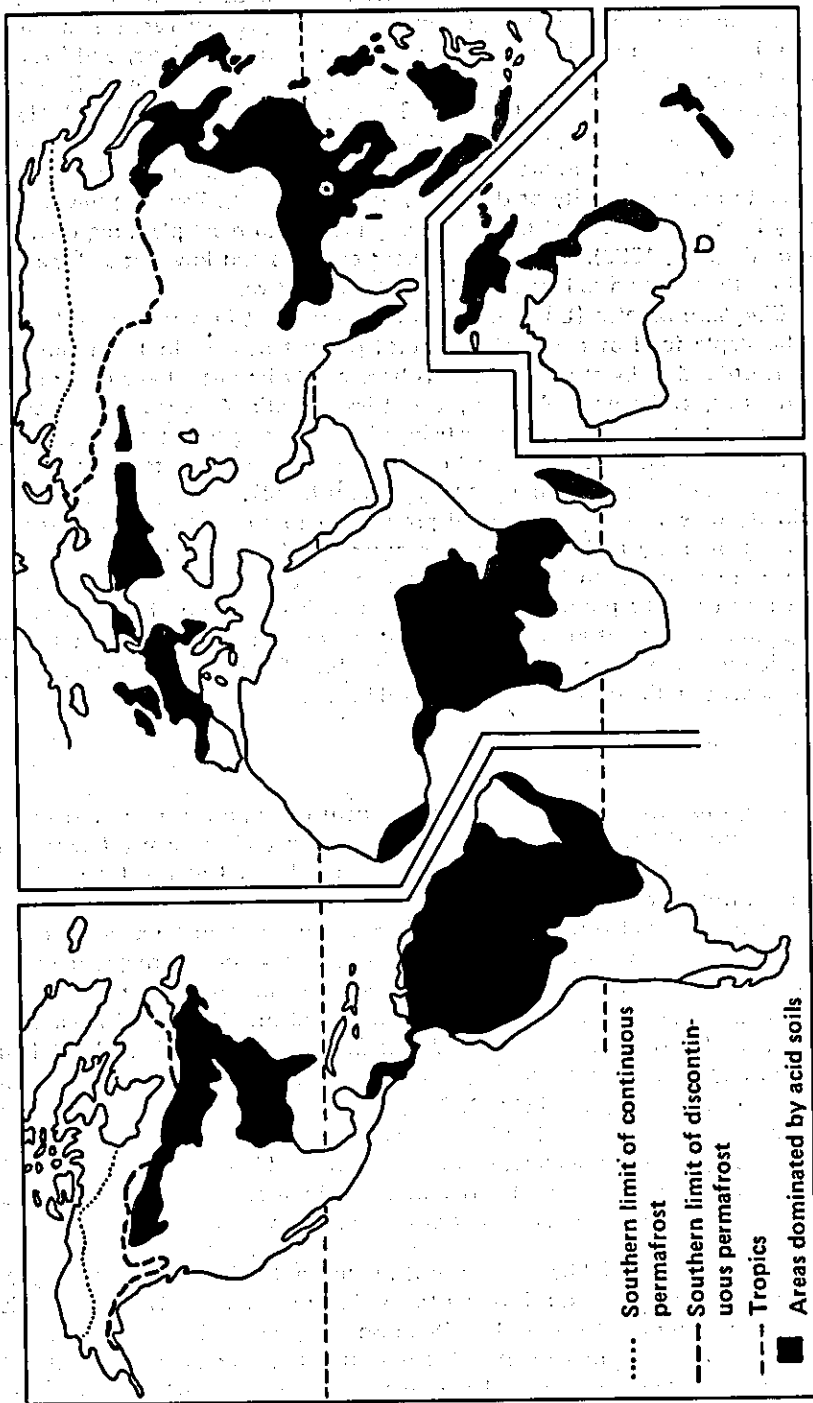 Southern limit of continuous
permafrost
Southern limit of discontin-
uous permafrost
Tropics
Areas dominated by acid soils